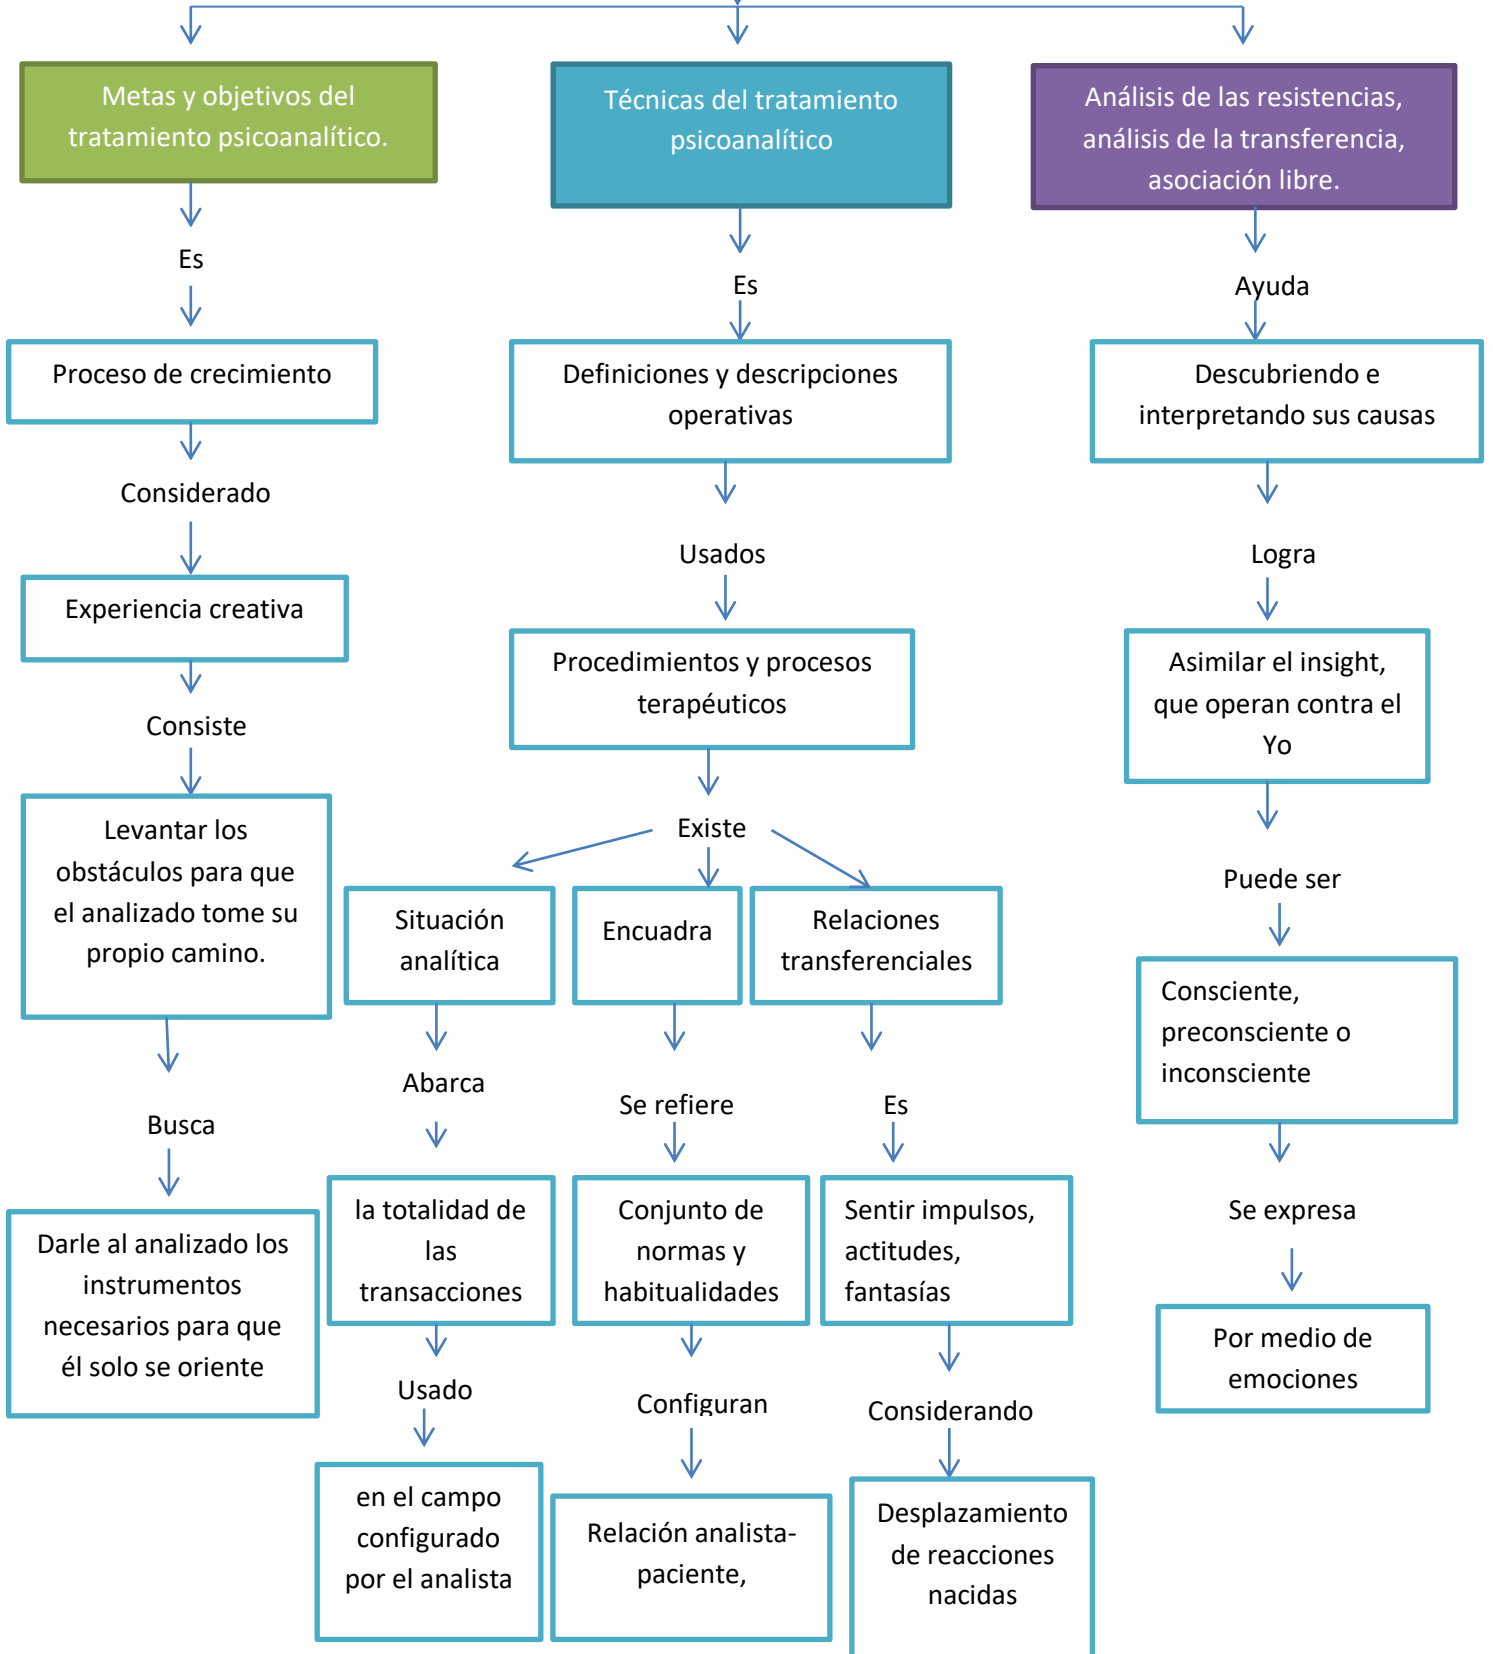 Metas y objetivos del
tratamiento psicoanalítico.
Es
Proceso de crecimiento
Considerado
Experiencia creativa
Consiste
Levantar los
obstáculos para que
el analizado tome su
propio camino.
Busca
Darle al analizado los
instrumentos
necesarios para que
él solo se oriente
Técnicas del tratamiento
psicoanalítico
Es
Definiciones y descripciones
operativas
Usados
Procedimientos y procesos
terapéuticos
Existe
Situación
analítica
Abarca
la totalidad de
las
transacciones
Usado
en el campo
configurado
por el analista
Encuadra
Se refiere
Conjunto de
normas y
habitualidades
Configuran
Relación analista-
paciente,
Relaciones
transferenciales
Es
Sentir impulsos,
actitudes,
fantasías
Considerando
Desplazamiento
de reacciones
nacidas
Análisis de las resistencias,
análisis de la transferencia,
asociación libre.
Ayuda
Descubriendo e
interpretando sus causas
Logra
Asimilar el insight,
que operan contra el
Yo
Puede ser
Consciente,
preconsciente o
inconsciente
Se expresa
Por medio de
emociones